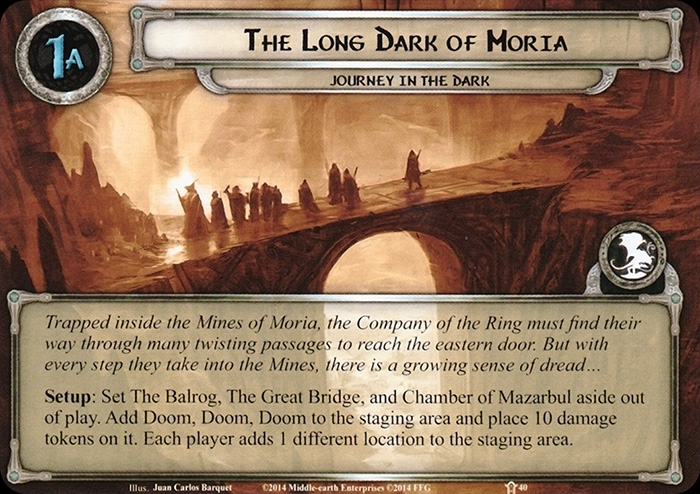 1A
THE LONG DARK OF MORIA
JOURNEY IN THE DARK
Trapped inside the Mines of Moria, the Company of the Ring must find their
way through many twisting passages to reach the eastern door. But with
every step they take into the Mines, there is a growing sense of dread…
Setup: Set The Balrog, The Great Bridge, and Chamber of Mazarbul aside out
of play. Add Doom, Doom, Doom to the staging area and place 10 damage
tokens on it. Each player adds 1 different location to the staging area.
Illus. Juan Carlos Barquet ©2014 Middle-earth Enterprises ©2014 FFG 40